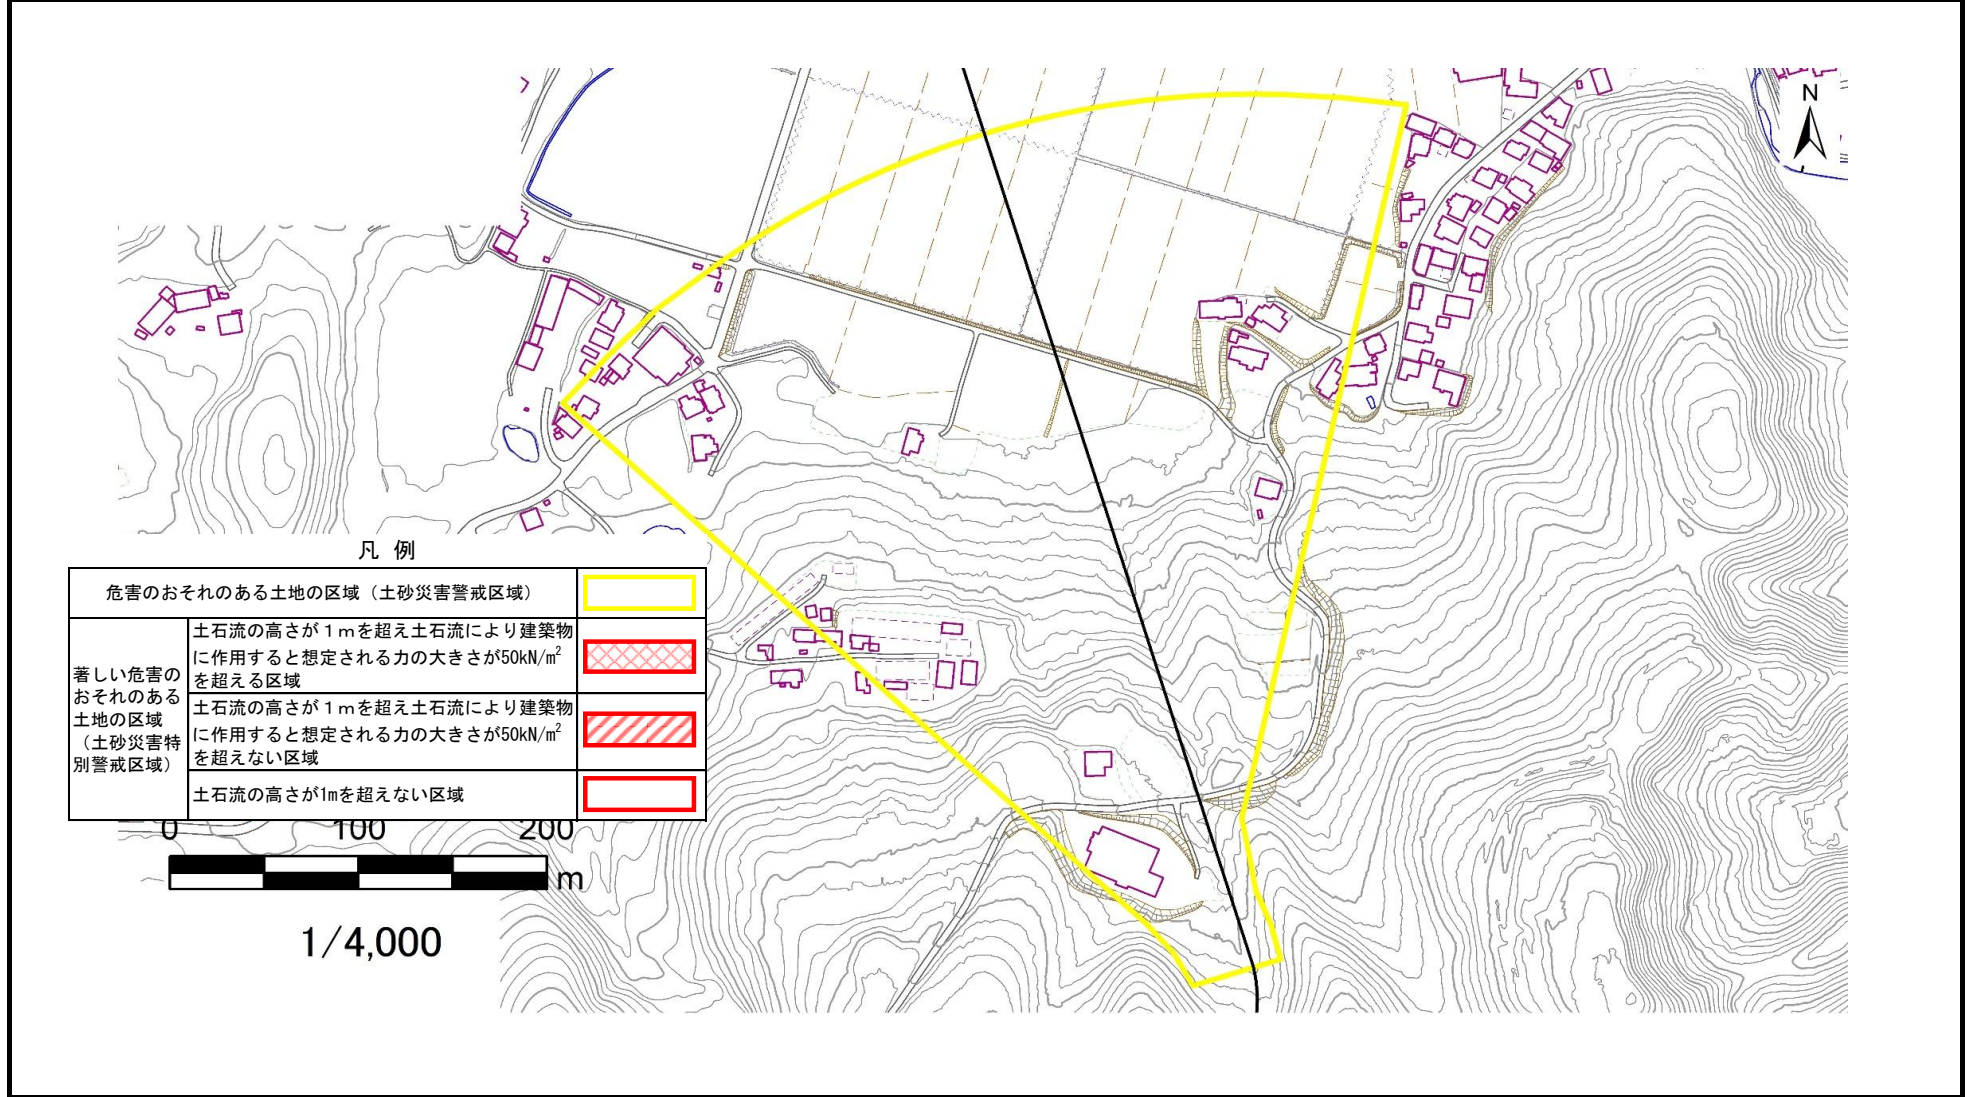 N
凡 例
危害のおそれのある土地の区域（土砂災害警戒区域）
著しい危害の
おそれのある
土地の区域
（土砂災害特
別警戒区域）
土石流の高さが１ｍを超え土石流により建築物
に作用すると想定される力の大きさが50kN/m²
を超える区域
土石流の高さが１ｍを超え土石流により建築物
に作用すると想定される力の大きさが50kN/m²
を超えない区域
土石流の高さが1mを超えない区域
0 100 200
m
1/4,000